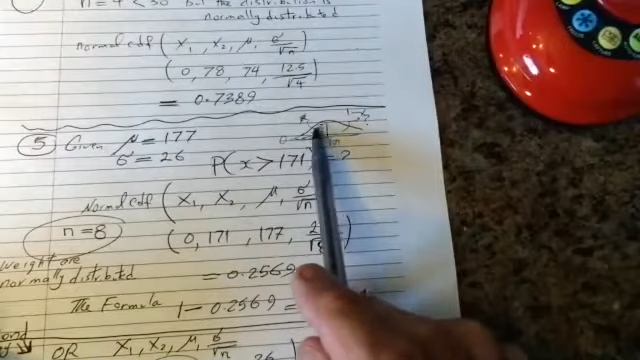 n = 4 < 30 but the distribution is
normally distributed
normalcdf ( X₁, X₂, μ, σ/√n )
( 0, 78, 74, 12.5/√4 )
= 0.7389
5 Given μ = 177
σ = 26
P( x > 171 = ?
Normalcdf ( X₁, X₂, μ, σ/√n
n = 8
( 0, 171, 177,
weight are
normally distributed
= 0.2569
The Formula 1 - 0.2569 =
OR X₁, X₂, μ, σ/√n
26